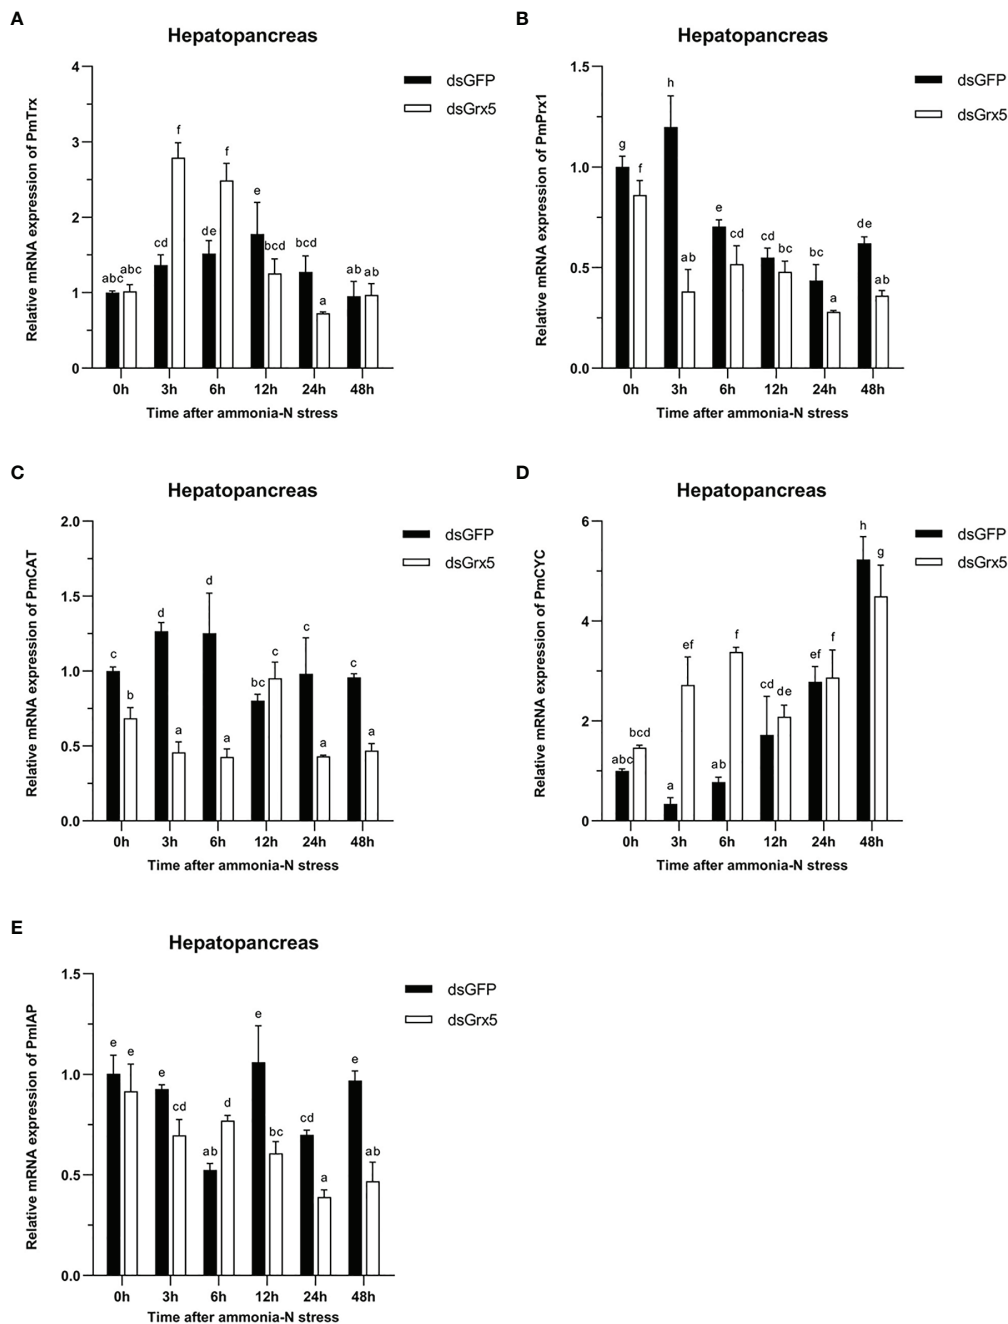 A
Hepatopancreas
Relative mRNA expression of PmTrx
4
3
2
1
0
dsGFP
dsGrx5
abc abc cd f de f e bcd bcd a ab ab
0h 3h 6h 12h 24h 48h
Time after ammonia-N stress
B
Hepatopancreas
Relative mRNA expression of PmPrx1
1.5
1.0
0.5
0.0
dsGFP
dsGrx5
g f h ab e cd cd bc bc a de ab
0h 3h 6h 12h 24h 48h
Time after ammonia-N stress
C
Hepatopancreas
Relative mRNA expression of PmCAT
2.0
1.5
1.0
0.5
0.0
dsGFP
dsGrx5
c b d a d a bc c c a c a
0h 3h 6h 12h 24h 48h
Time after ammonia-N stress
D
Hepatopancreas
Relative mRNA expression of PmCYC
6
4
2
0
dsGFP
dsGrx5
abc bcd a ef ab f cd de ef f h g
0h 3h 6h 12h 24h 48h
Time after ammonia-N stress
E
Hepatopancreas
Relative mRNA expression of PmIAP
1.5
1.0
0.5
0.0
dsGFP
dsGrx5
e e e cd ab d e bc cd a e ab
0h 3h 6h 12h 24h 48h
Time after ammonia-N stress